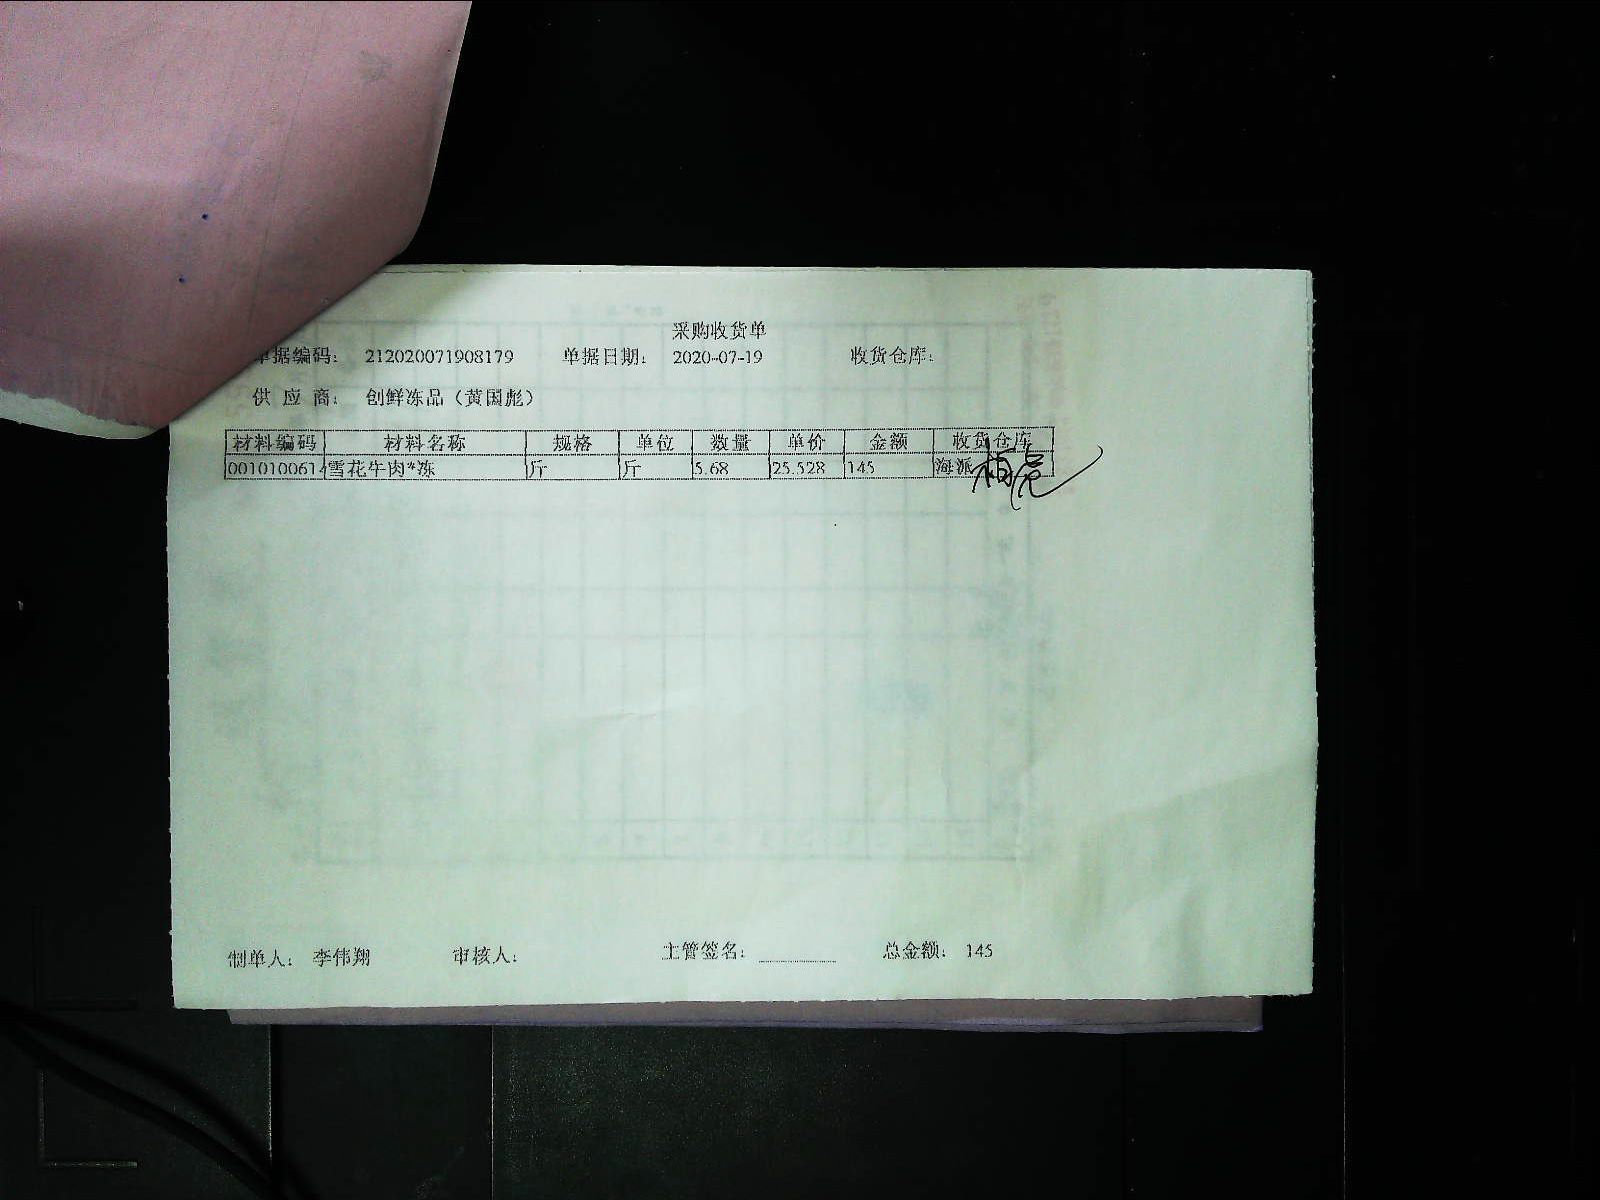 采购收货单
单据编码： 212020071908179 单据日期： 2020-07-19 收货仓库：
供 应 商： 创鲜冻品（黄国彪）
材料编码 材料名称 规格 单位 数量 单价 金额 收货仓库
0010100614 雪花牛肉*冻 斤 斤 5.68 25.528 145 海派
制单人： 李伟翔 审核人： 主管签名： 总金额： 145